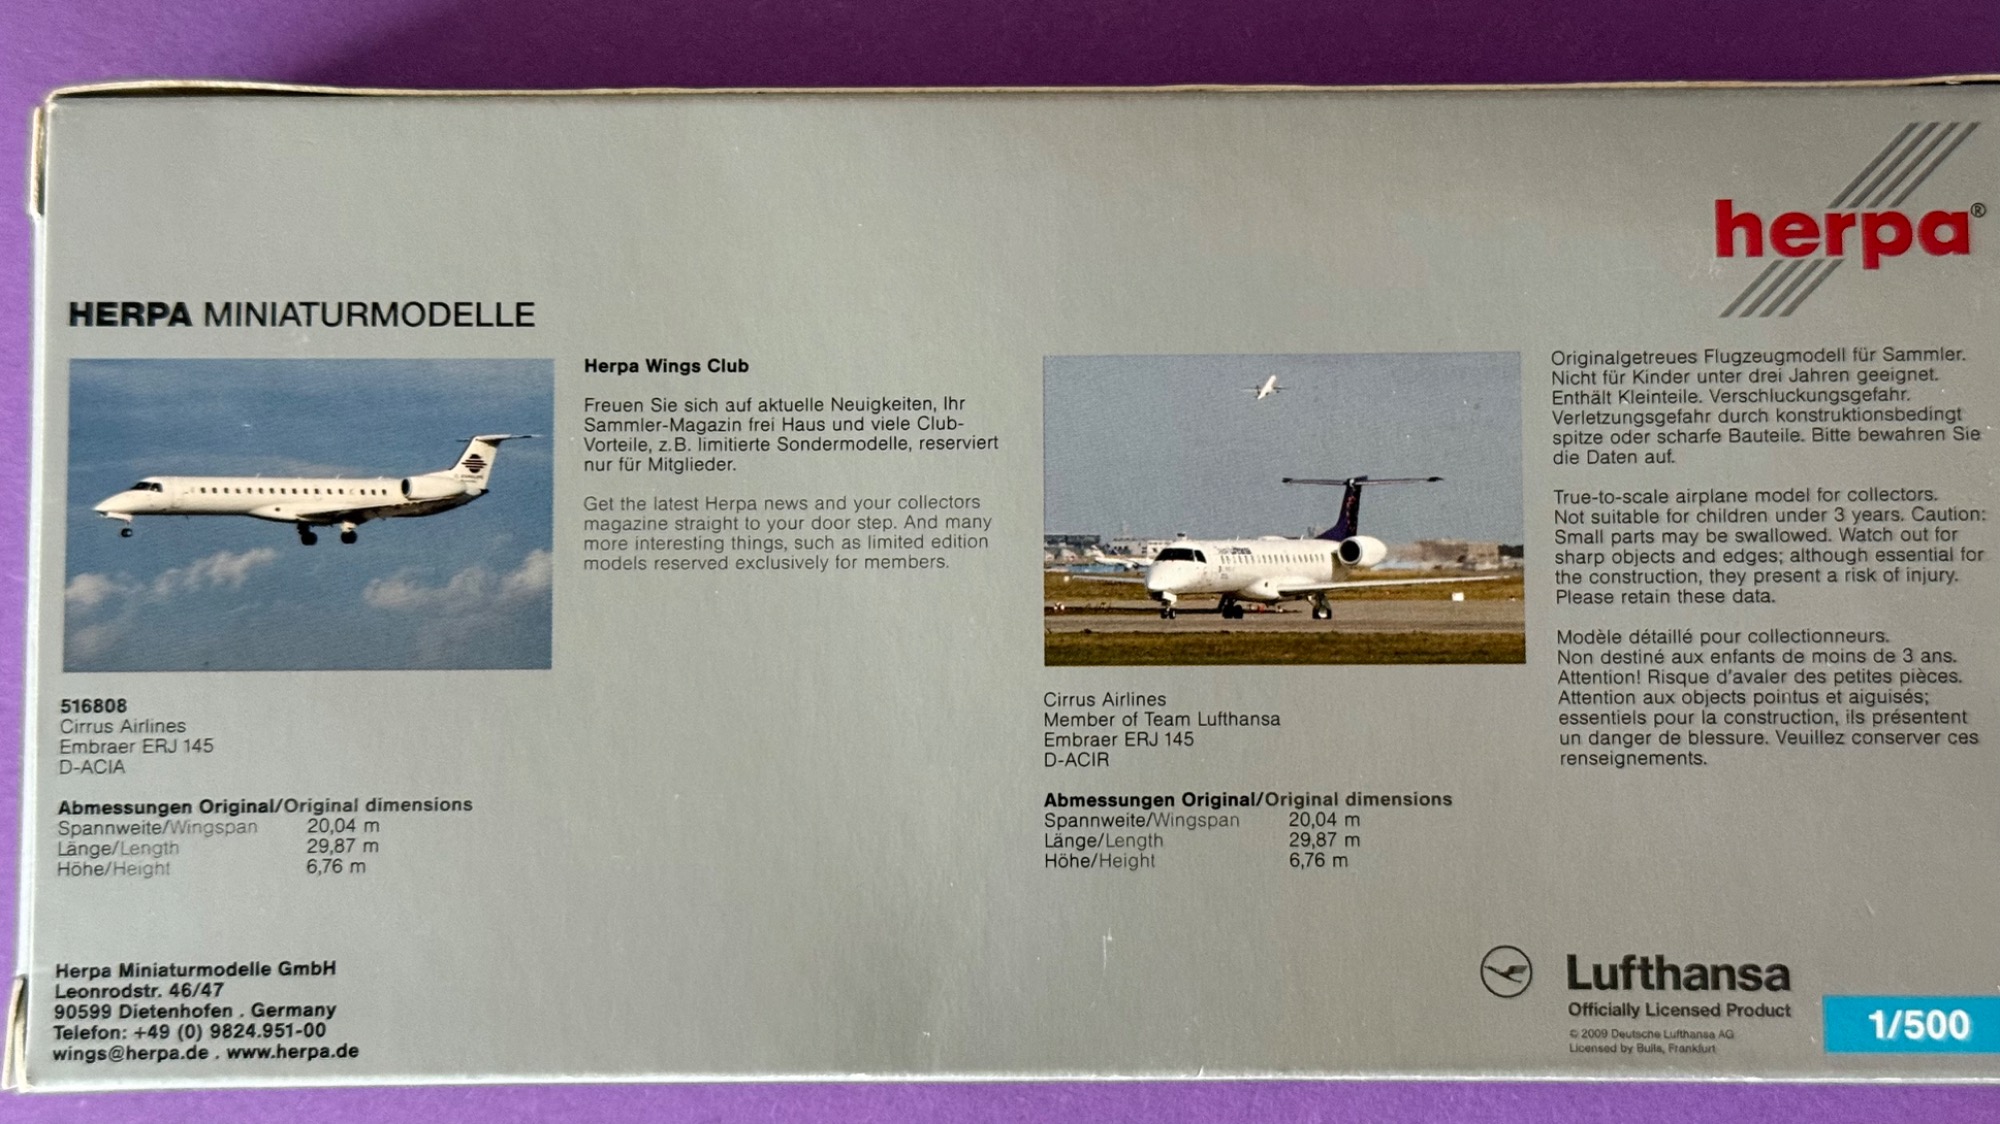 herpa®
HERPA MINIATURMODELLE
Herpa Wings Club
Freuen Sie sich auf aktuelle Neuigkeiten, Ihr
Sammler-Magazin frei Haus und viele Club-
Vorteile, z.B. limitierte Sondermodelle, reserviert
nur für Mitglieder.
Get the latest Herpa news and your collectors
magazine straight to your door step. And many
more interesting things, such as limited edition
models reserved exclusively for members.
516808
Cirrus Airlines
Embraer ERJ 145
D-ACIA
Abmessungen Original/Original dimensions
Spannweite/Wingspan 20,04 m
Länge/Length 29,87 m
Höhe/Height 6,76 m
Herpa Miniaturmodelle GmbH
Leonrodstr. 46/47
90599 Dietenhofen . Germany
Telefon: +49 (0) 9824.951-00
wings@herpa.de . www.herpa.de
Lufthansa
Cirrus Airlines
Member of Team Lufthansa
Embraer ERJ 145
D-ACIR
Abmessungen Original/Original dimensions
Spannweite/Wingspan 20,04 m
Länge/Length 29,87 m
Höhe/Height 6,76 m
Originalgetreues Flugzeugmodell für Sammler.
Nicht für Kinder unter drei Jahren geeignet.
Enthält Kleinteile. Verschluckungsgefahr.
Verletzungsgefahr durch konstruktionsbedingt
spitze oder scharfe Bauteile. Bitte bewahren Sie
die Daten auf.
True-to-scale airplane model for collectors.
Not suitable for children under 3 years. Caution:
Small parts may be swallowed. Watch out for
sharp objects and edges; although essential for
the construction, they present a risk of injury.
Please retain these data.
Modèle détaillé pour collectionneurs.
Non destiné aux enfants de moins de 3 ans.
Attention! Risque d'avaler des petites pièces.
Attention aux objects pointus et aiguisés;
essentiels pour la construction, ils présentent
un danger de blessure. Veuillez conserver ces
renseignements.
Lufthansa
Officially Licensed Product
© 2009 Deutsche Lufthansa AG
Licensed by Bulls, Frankfurt
1/500